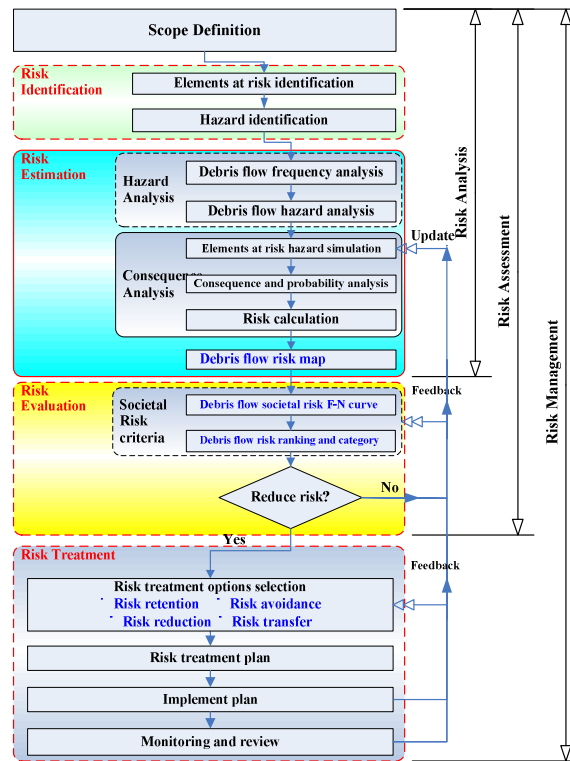 Scope Definition
Risk
Identification
Elements at risk identification
Hazard identification
Risk
Estimation
Hazard
Analysis
Debris flow frequency analysis
Debris flow hazard analysis
Consequence
Analysis
Elements at risk hazard simulation
Consequence and probability analysis
Risk calculation
Debris flow risk map
Update
Risk
Evaluation
Societal
Risk
criteria
Debris flow societal risk F-N curve
Debris flow risk ranking and category
Feedback
Reduce risk?
No
Yes
Risk Treatment
Risk treatment options selection
Risk retention Risk avoidance
Risk reduction Risk transfer
Feedback
Risk treatment plan
Implement plan
Monitoring and review
Risk Analysis
Risk Assessment
Risk Management